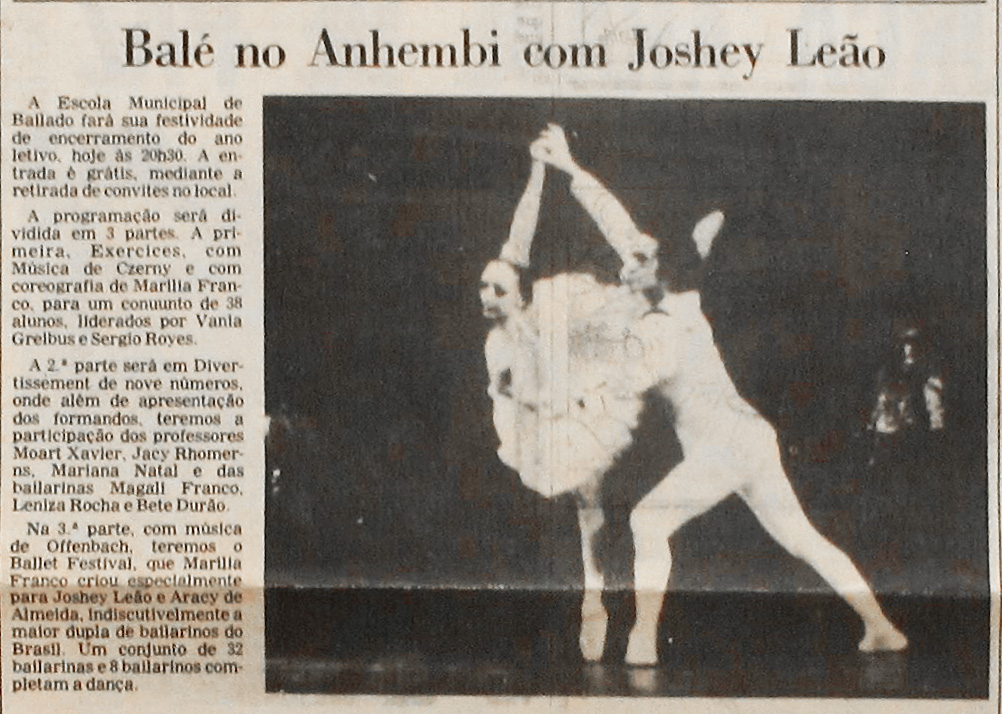 Balé no Anhembi com Joshey Leão
A Escola Municipal de
Bailado fará sua festividade
de encerramento do ano
letivo, hoje às 20h30. A en-
trada é grátis, mediante a
retirada de convites no local.
A programação será di-
vidida em 3 partes. A pri-
meira, Exercices, com
Música de Czerny e com
coreografia de Marilia Fran-
co, para um conuunto de 38
alunos, liderados por Vania
Greibus e Sergio Royes.
A 2.ª parte será em Diver-
tissement de nove números,
onde além de apresentação
dos formandos, teremos a
participação dos professores
Moart Xavier, Jacy Rhomer-
ns, Mariana Natal e das
bailarinas Magali Franco,
Leniza Rocha e Bete Durão.
Na 3.ª parte, com música
de Offenbach, teremos o
Ballet Festival, que Marilia
Franco criou especialmente
para Joshey Leão e Aracy de
Almeida, indiscutivelmente a
maior dupla de bailarinos do
Brasil. Um conjunto de 32
bailarinas e 8 bailarinos com-
pletam a dança.